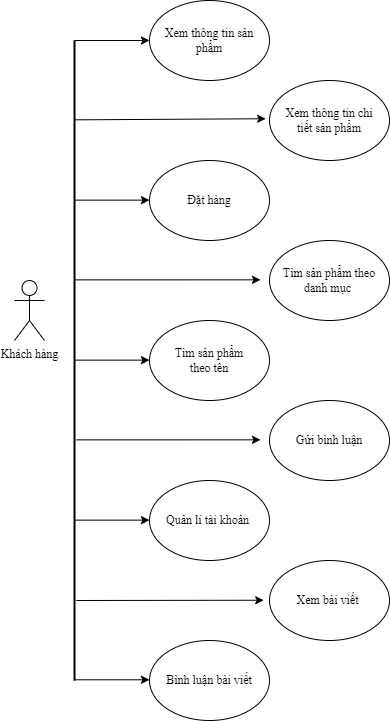 Xem thông tin sản
phẩm
Xem thông tin chi
tiết sản phẩm
Đặt hàng
Tìm sản phẩm theo
danh mục
Khách hàng
Tìm sản phẩm
theo tên
Gửi bình luận
Quản lí tài khoản
Xem bài viết
Bình luận bài viết